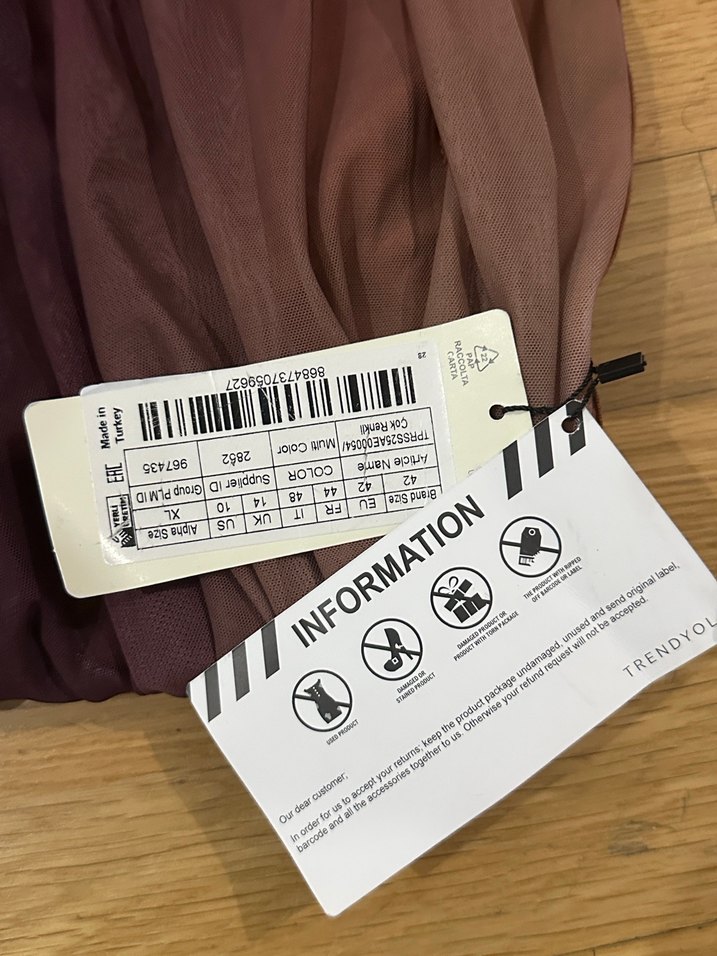 Brand Size EU FR IT UK US Alpha Size
42 42 44 48 14 10 XL
Article Name COLOR Supplier ID Group PLM ID
TPRSS25AE00054/ Multi Color 2852 967435
Çok Renkli
8684737059627
Made in
Turkey
EAC
YERLİ
ÜRETİM
22
PAP
RACCOLTA
CARTA
INFORMATION
USED PRODUCT
DAMAGED OR
STAINED PRODUCT
DAMAGED PRODUCT OR
PRODUCT WITH TORN PACKAGE
THE PRODUCT WITH RIPPED
OFF BARCODE OR LABEL
Our dear customer;
In order for us to accept your returns; keep the product package undamaged, unused and send original label,
barcode and all the accessories together to us. Otherwise your refund request will not be accepted.
TRENDYOL